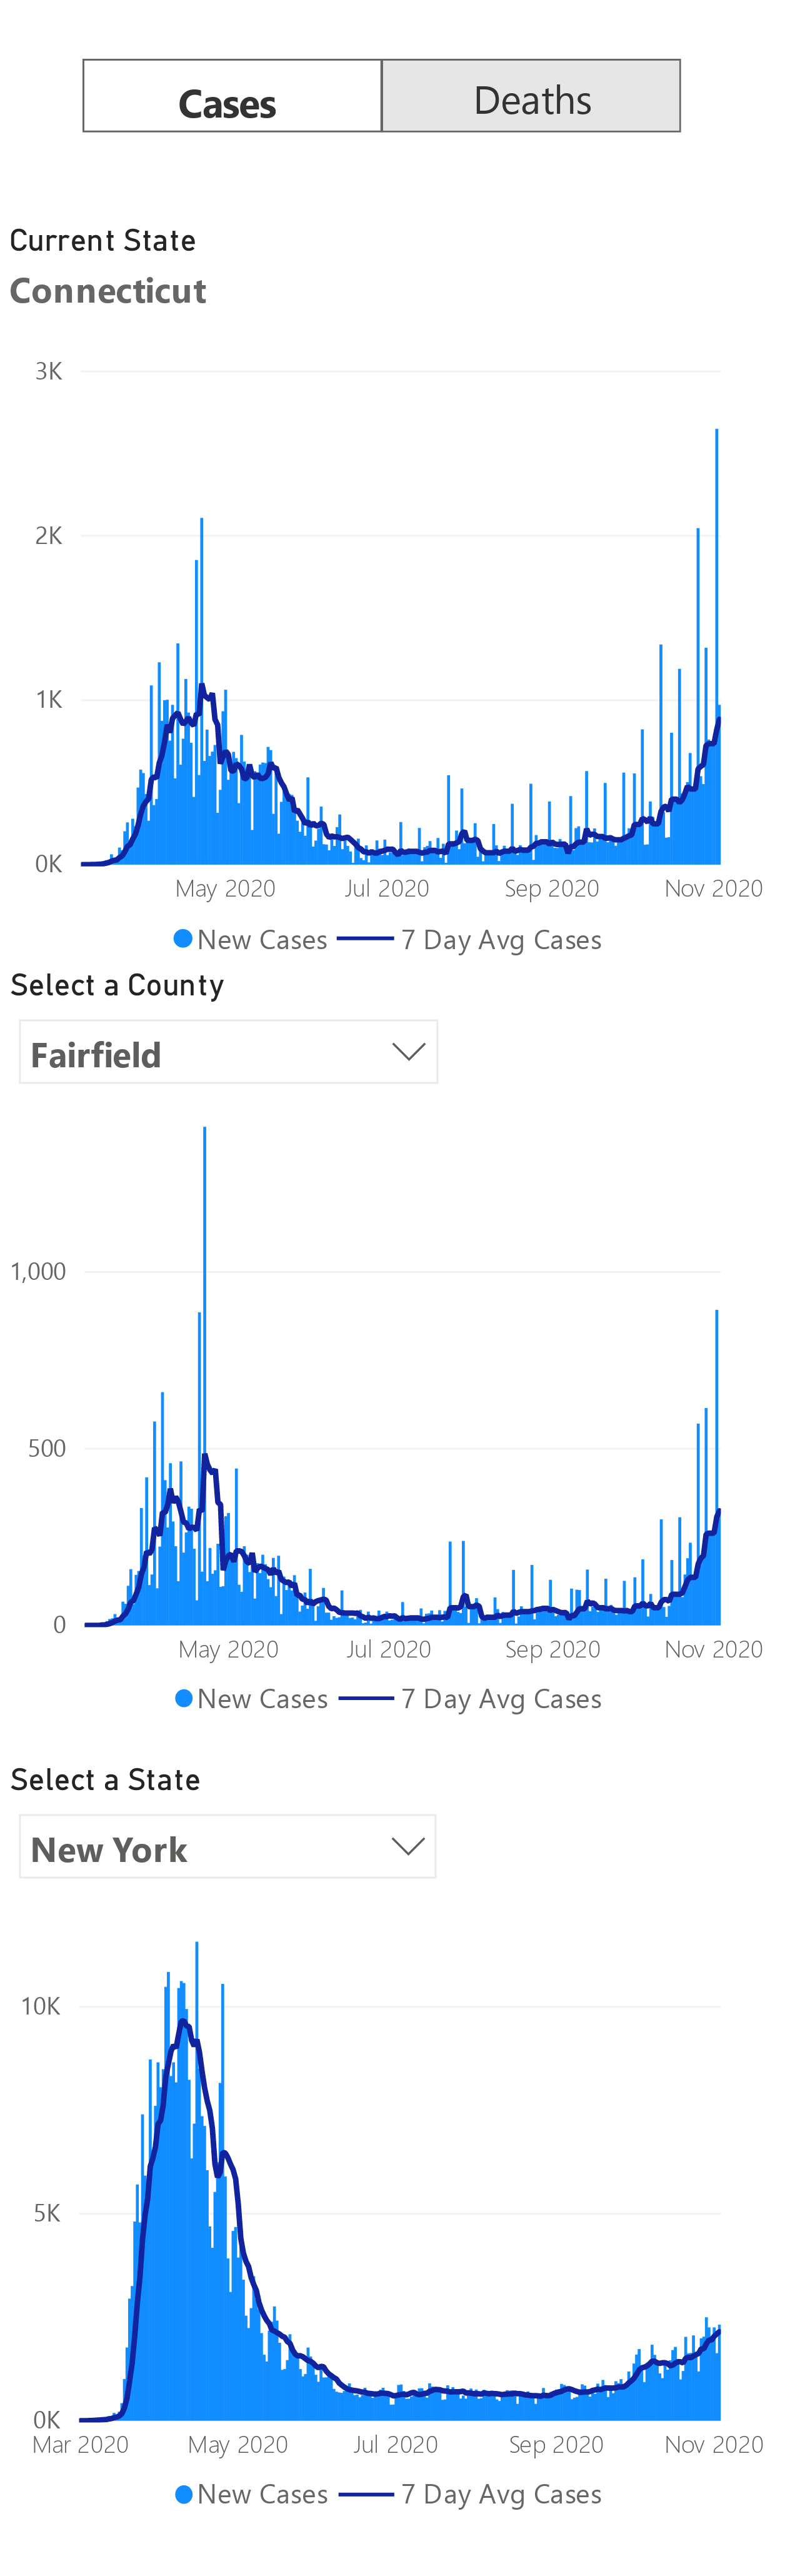 Cases Deaths
Current State
Connecticut
3K
2K
1K
0K
May 2020 Jul 2020 Sep 2020 Nov 2020
New Cases 7 Day Avg Cases
Select a County
Fairfield
1,000
500
0
May 2020 Jul 2020 Sep 2020 Nov 2020
New Cases 7 Day Avg Cases
Select a State
New York
10K
5K
0K
Mar 2020 May 2020 Jul 2020 Sep 2020 Nov 2020
New Cases 7 Day Avg Cases